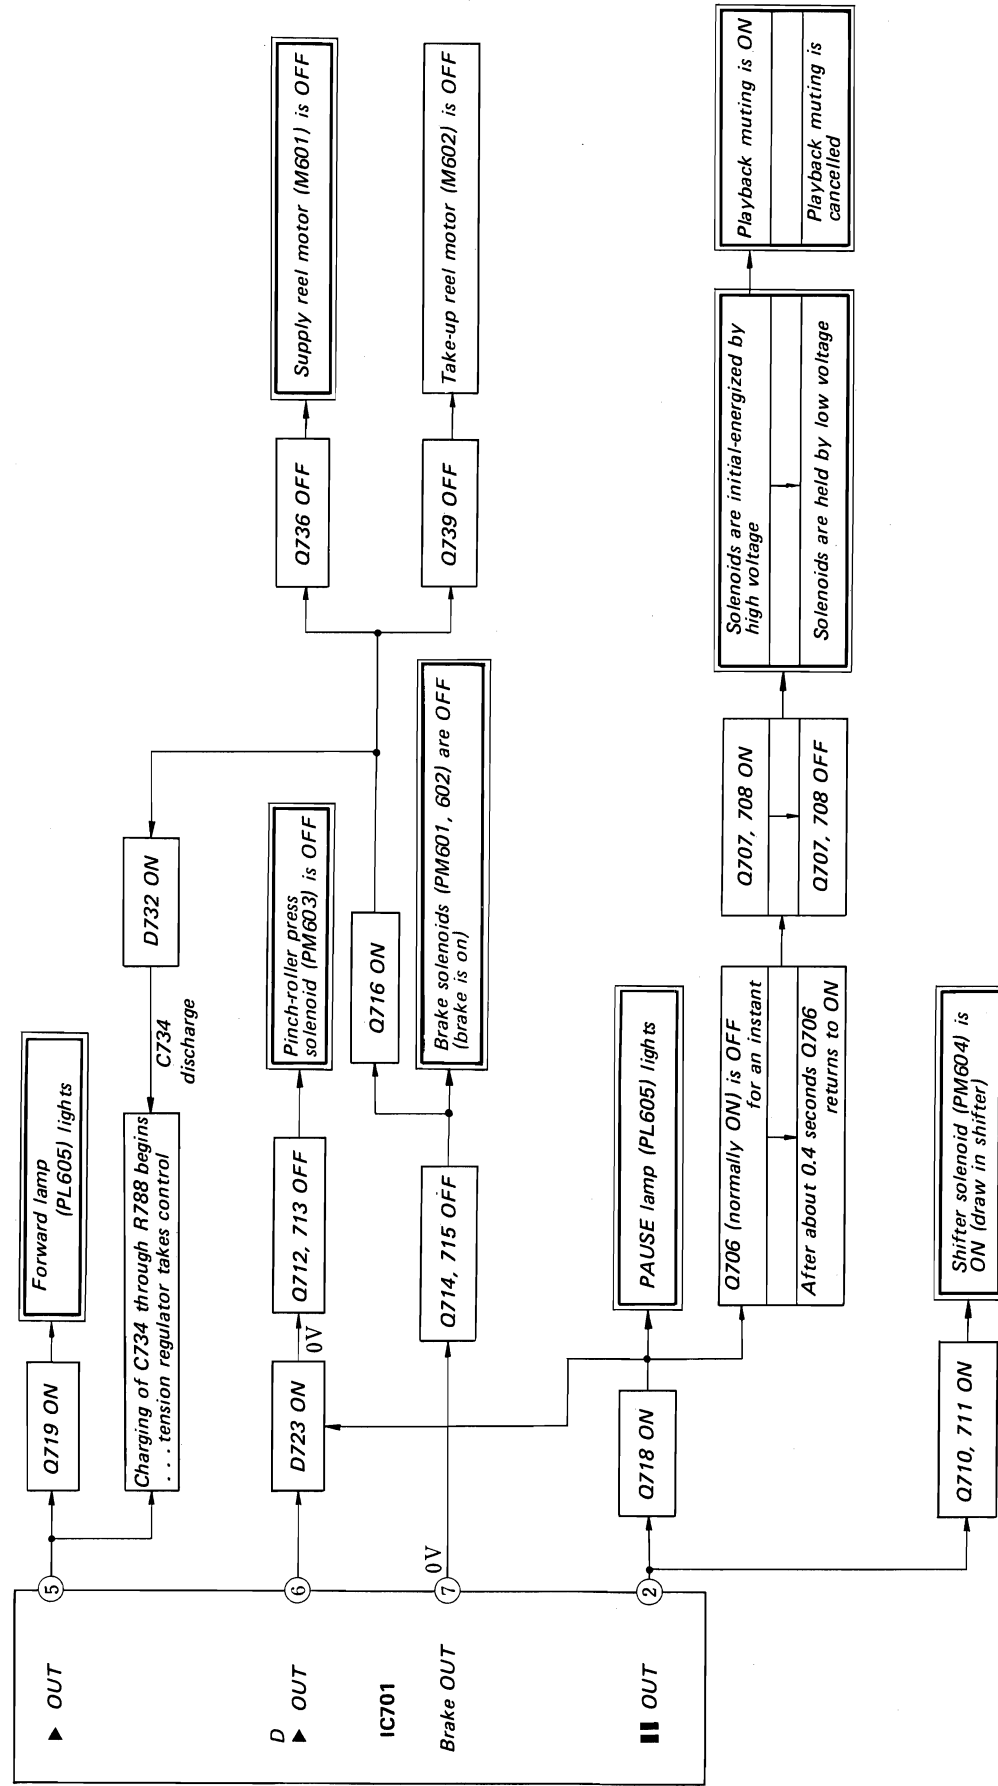 ▶ OUT
D
▶ OUT
IC701
Brake OUT
▮▮ OUT
5
6
7
2
0V
Q719 ON
Forward lamp
(PL605) lights
Charging of C734 through R788 begins
. . . tension regulator takes control
C734
discharge
D732 ON
D723 ON
0V
Q712, 713 OFF
Pinch-roller press
solenoid (PM603) is OFF
Q714, 715 OFF
Q716 ON
Brake solenoids (PM601, 602) are OFF
(brake is on)
Q736 OFF
Supply reel motor (M601) is OFF
Q739 OFF
Take-up reel motor (M602) is OFF
Q718 ON
PAUSE lamp (PL605) lights
Q706 (normally ON) is OFF
for an instant
After about 0.4 seconds Q706
returns to ON
Q707, 708 ON
Q707, 708 OFF
Solenoids are initial-energized by
high voltage
Solenoids are held by low voltage
Playback muting is ON
Playback muting is
cancelled
Q710, 711 ON
Shifter solenoid (PM604) is
ON (draw in shifter)